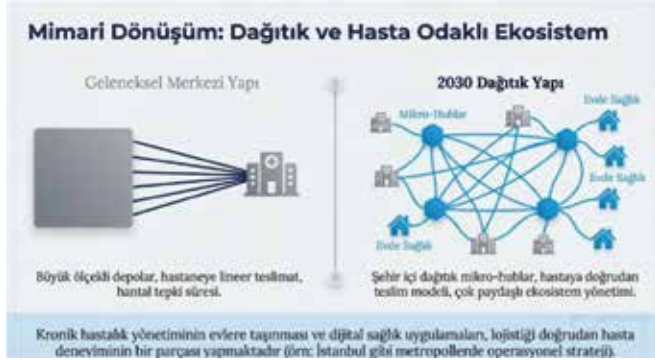 Mimari Dönüşüm: Dağıtık ve Hasta Odaklı Ekosistem
Geleneksel Merkezi Yapı
Büyük ölçekli depolar, hastaneye lineer teslimat,
hantal tepki süresi.
2030 Dağıtık Yapı
Mikro-Hublar
Evde Sağlık
Evde Sağlık
Evde Sağlık
Şehir içi dağıtık mikro-hublar, hastaya doğrudan
teslim modeli, çok paydaşlı ekosistem yönetimi.
Kronik hastalık yönetiminin evlere taşınması ve dijital sağlık uygulamaları, lojistiği doğrudan hasta
deneyiminin bir parçası yapmaktadır (örn: İstanbul gibi metropollerde operasyonel strateji).